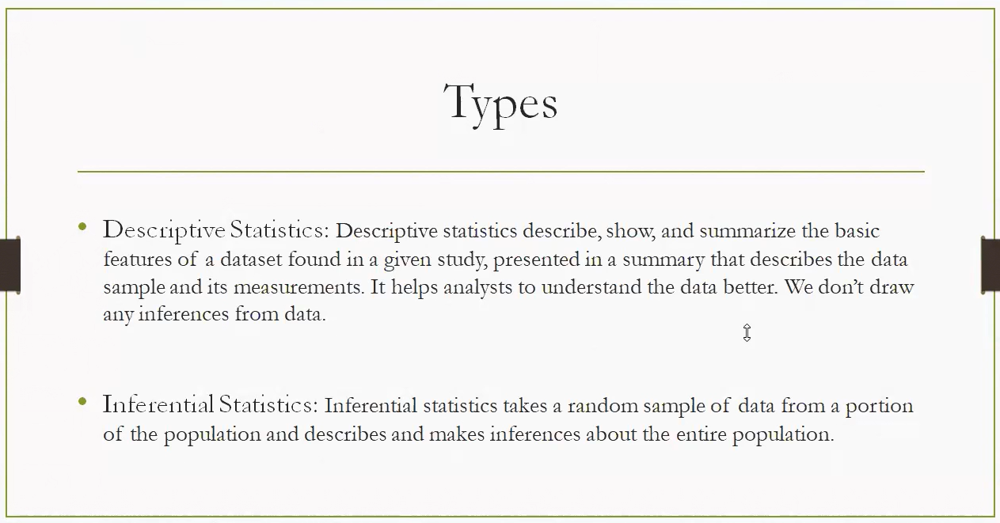 Types
• Descriptive Statistics: Descriptive statistics describe, show, and summarize the basic
features of a dataset found in a given study, presented in a summary that describes the data
sample and its measurements. It helps analysts to understand the data better. We don’t draw
any inferences from data.
• Inferential Statistics: Inferential statistics takes a random sample of data from a portion
of the population and describes and makes inferences about the entire population.